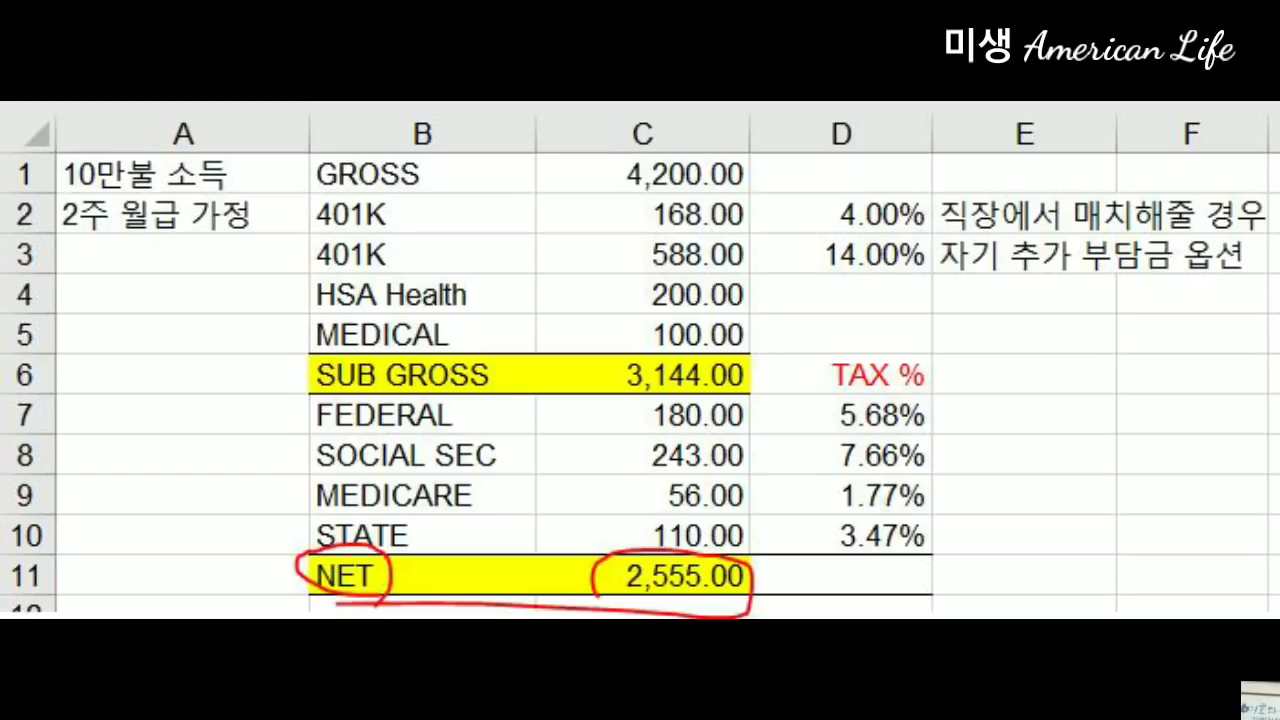 미생 American Life
A B C D E F
1 10만불 소득 GROSS 4,200.00
2 2주 월급 가정 401K 168.00 4.00% 직장에서 매치해줄 경우
3 401K 588.00 14.00% 자기 추가 부담금 옵션
4 HSA Health 200.00
5 MEDICAL 100.00
6 SUB GROSS 3,144.00 TAX %
7 FEDERAL 180.00 5.68%
8 SOCIAL SEC 243.00 7.66%
9 MEDICARE 56.00 1.77%
10 STATE 110.00 3.47%
11 NET 2,555.00